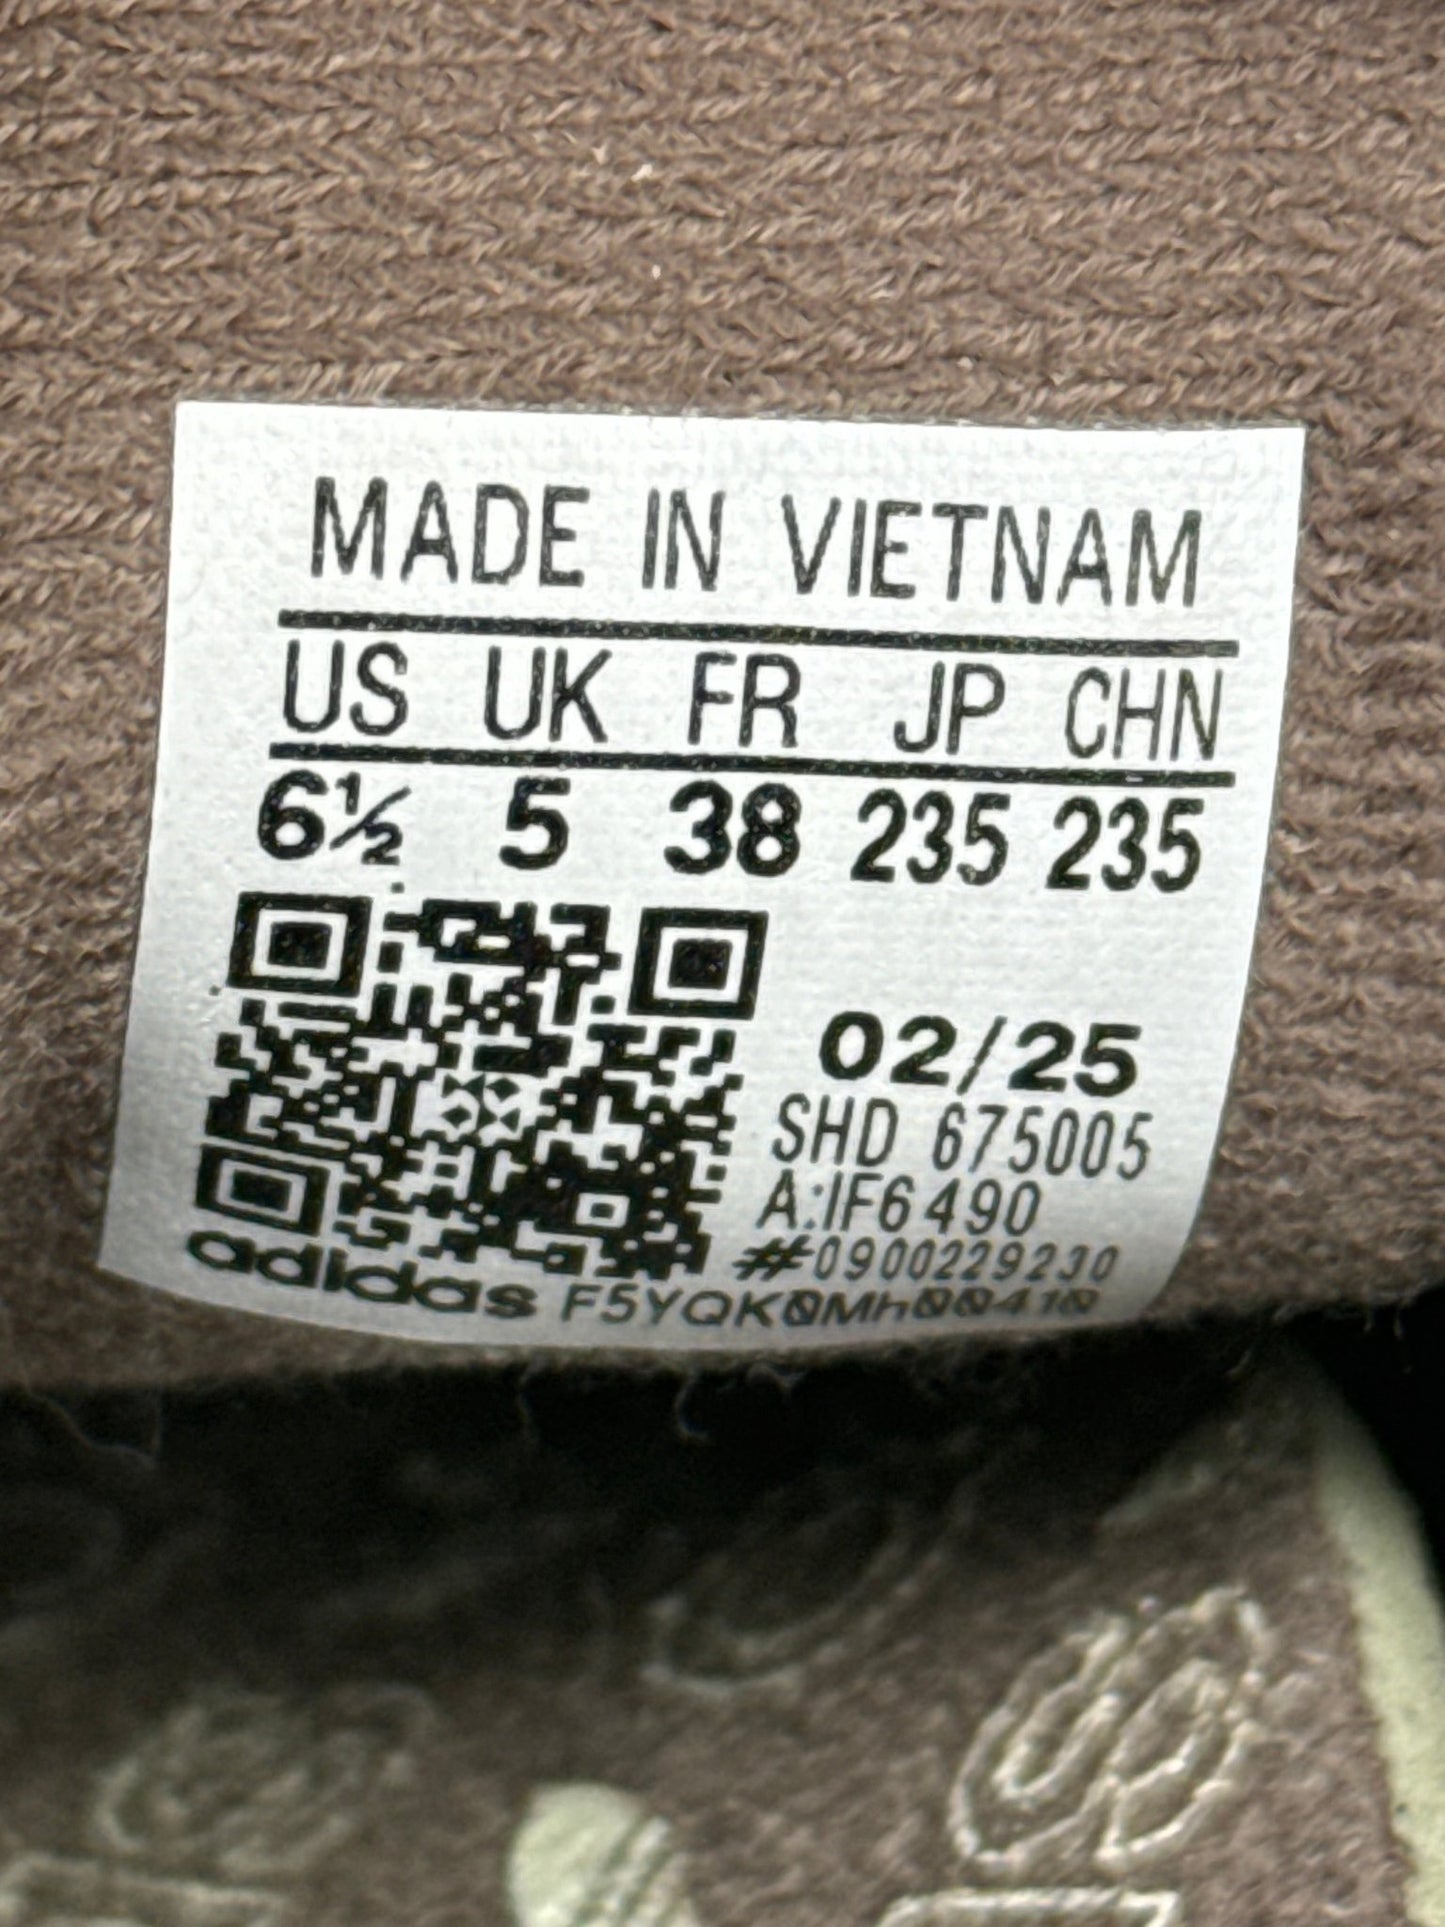 MADE IN VIETNAM
US UK FR JP CHN
6½ 5 38 235 235
02/25
SHD 675005
A:IF6490
#0900229230
adidas F5YQK0Mh00410